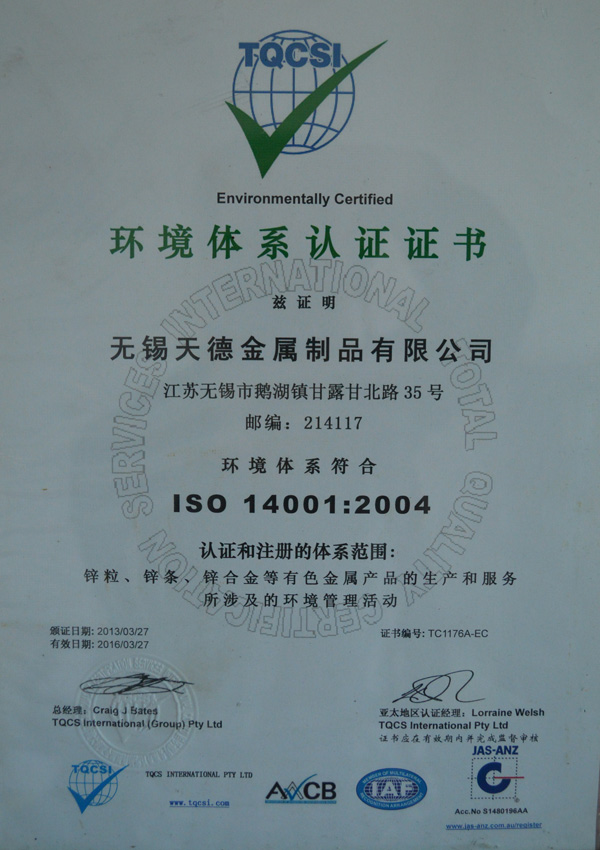 TQCSI
Environmentally Certified
环境体系认证证书
兹证明
无锡天德金属制品有限公司
江苏无锡市鹅湖镇甘露甘北路 35 号
邮编：214117
环境体系符合
ISO 14001:2004
认证和注册的体系范围：
锌粒、锌条、锌合金等有色金属产品的生产和服务
所涉及的环境管理活动
TOTAL QUALITY CERTIFICATION SERVICES INTERNATIONAL
颁证日期: 2013/03/27
有效日期: 2016/03/27
证书编号: TC1176A-EC
总经理：Craig J Bates
TQCS International (Group) Pty Ltd
亚太地区认证经理：Lorraine Welsh
TQCS International Pty Ltd
证书应在有效期内并完成监督审核
TQCSI
TQCS INTERNATIONAL PTY LTD
www.tqcsi.com
CB
IAF
JAS-ANZ
Acc.No S1480196AA
www.jas-anz.com.au/register